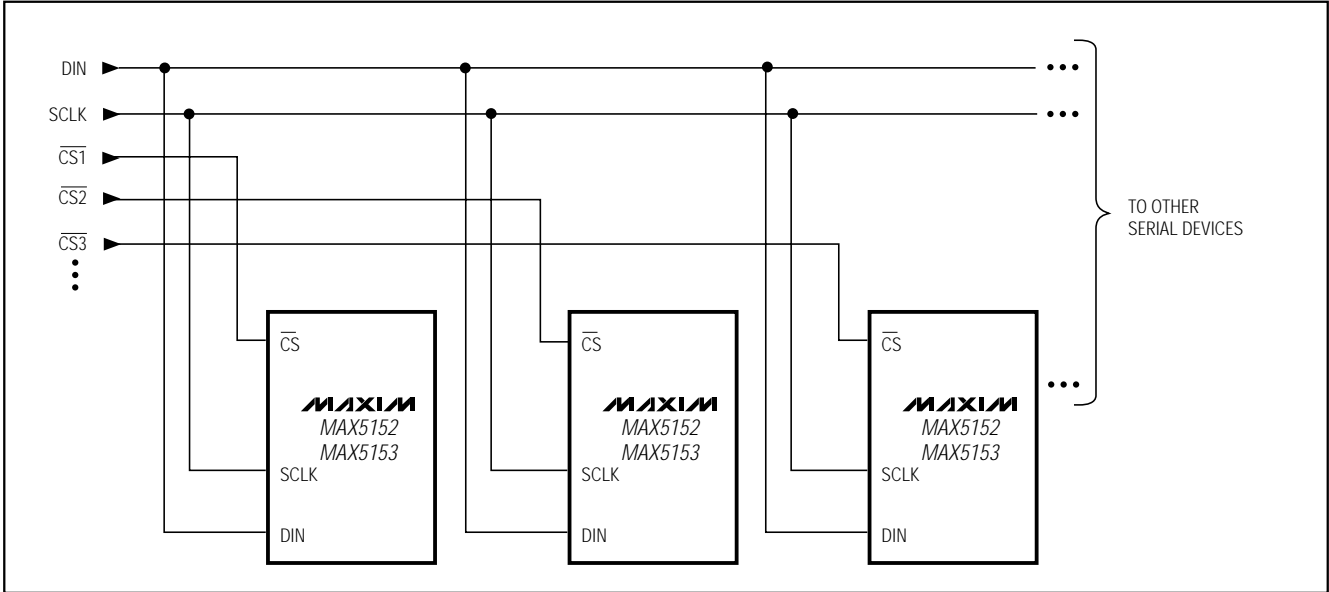 DIN
SCLK
CS1
CS2
CS3
TO OTHER
SERIAL DEVICES
CS
MAXIM
MAX5152
MAX5153
SCLK
DIN
CS
MAXIM
MAX5152
MAX5153
SCLK
DIN
CS
MAXIM
MAX5152
MAX5153
SCLK
DIN